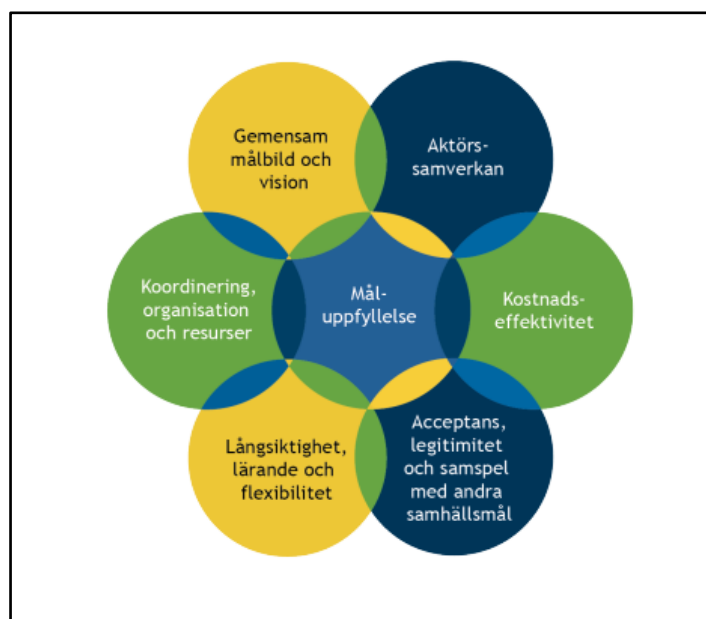 Gemensam
målbild och
vision
Aktörs-
samverkan
Koordinering,
organisation
och resurser
Mål-
uppfyllelse
Kostnads-
effektivitet
Långsiktighet,
lärande och
flexibilitet
Acceptans,
legitimitet
och samspel
med andra
samhällsmål